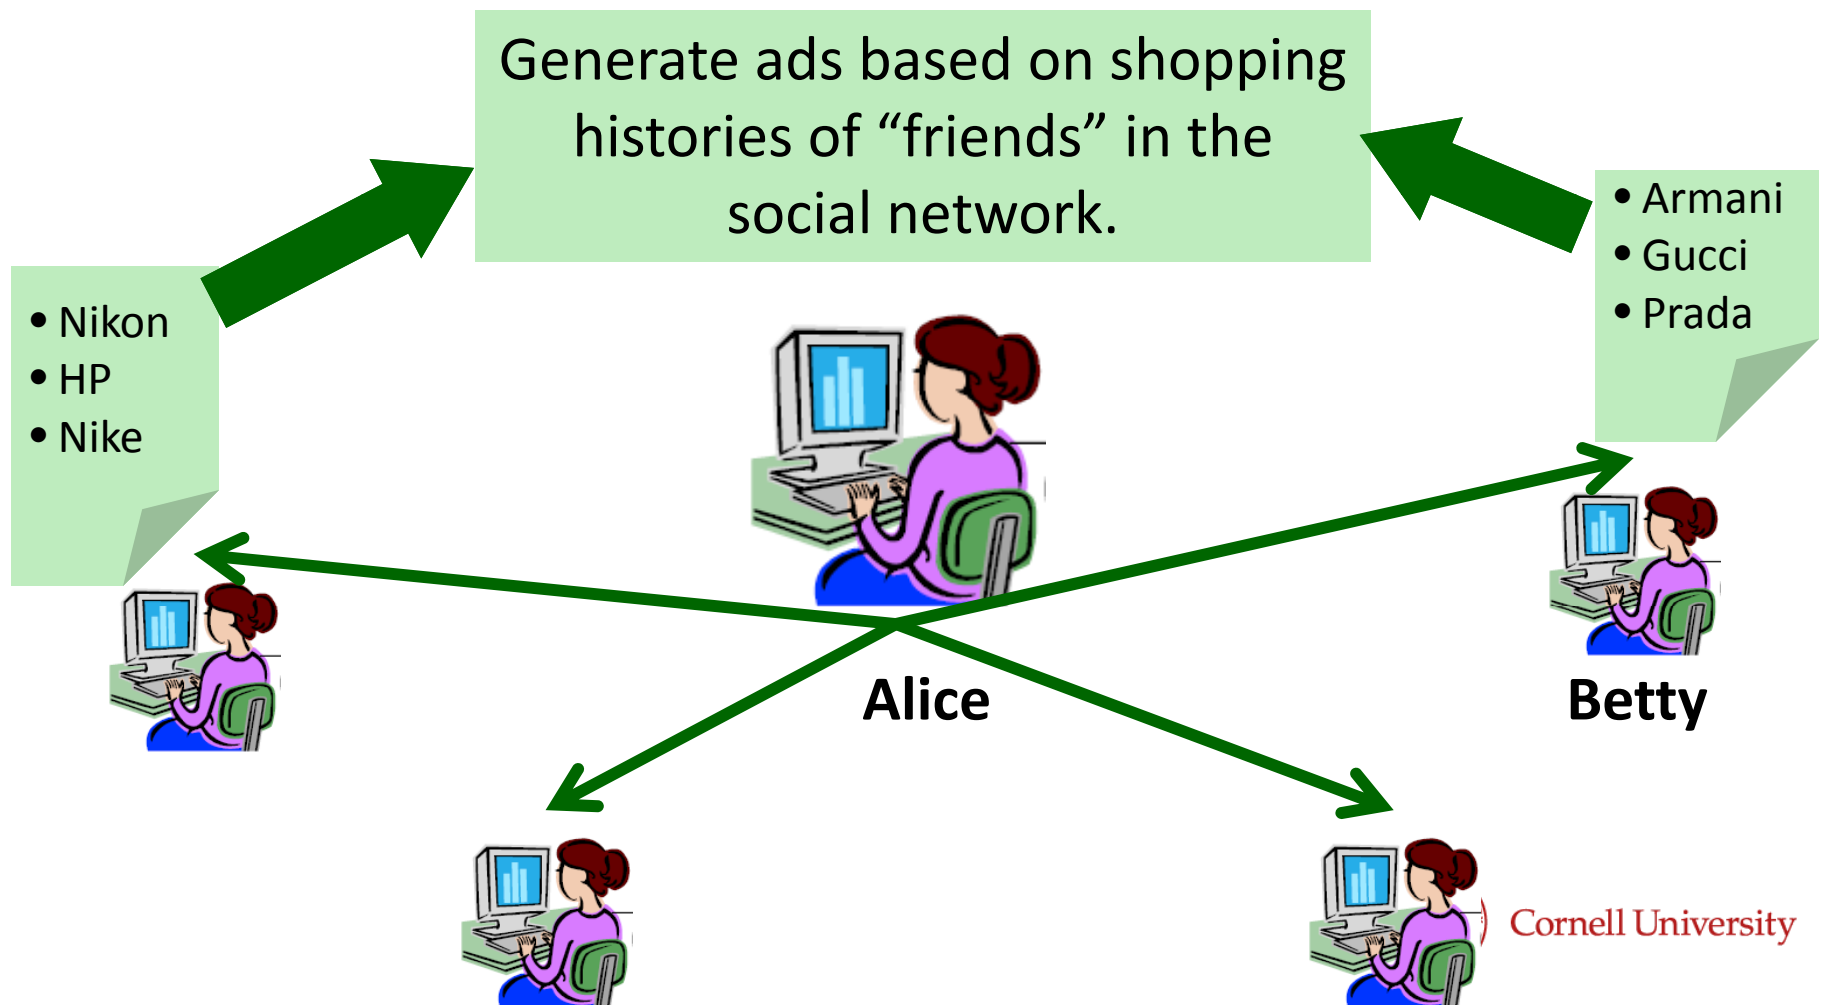 Generate ads based on shopping
histories of “friends” in the
social network.
• Nikon
• HP
• Nike
• Armani
• Gucci
• Prada
Alice
Betty
Cornell University